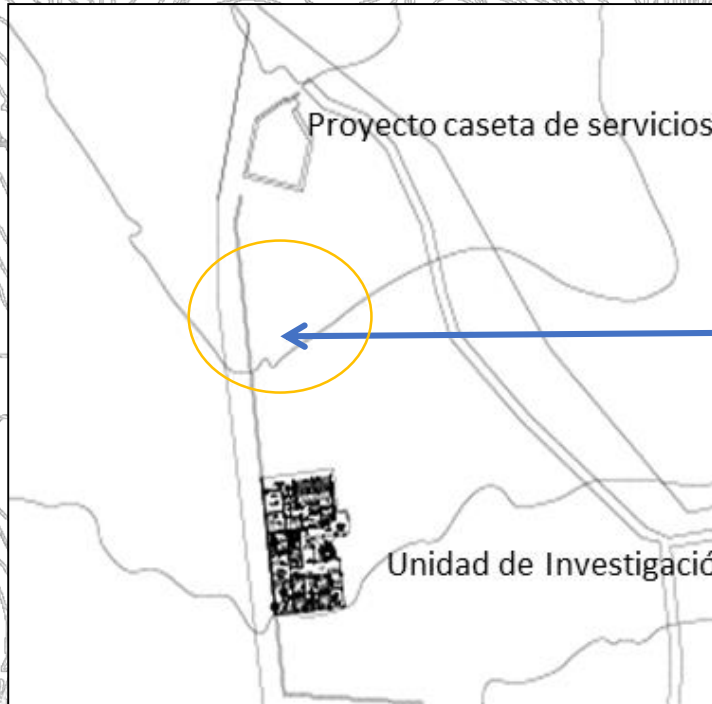 Proyecto caseta de servicios
Unidad de Investigació